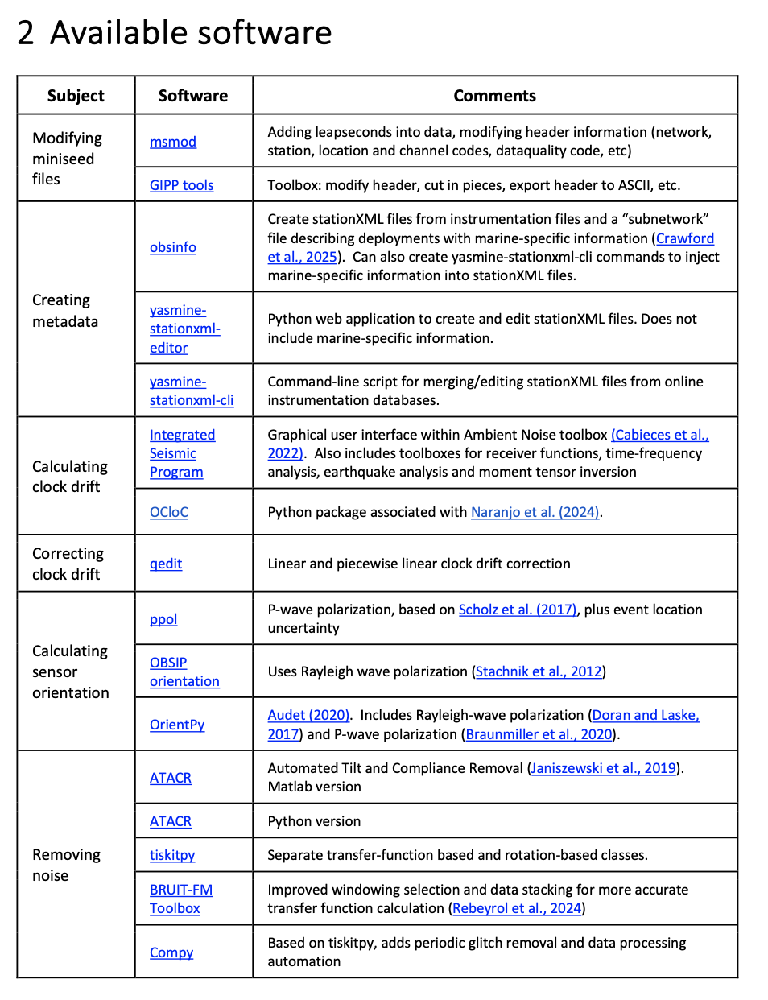 2 Available software
Subject
Software
Comments
Modifying
miniseed
files
msmod
Adding leapseconds into data, modifying header information (network,
station, location and channel codes, dataquality code, etc)
GIPP tools
Toolbox: modify header, cut in pieces, export header to ASCII, etc.
Creating
metadata
obsinfo
Create stationXML files from instrumentation files and a “subnetwork”
file describing deployments with marine-specific information (Crawford
et al., 2025).  Can also create yasmine-stationxml-cli commands to inject
marine-specific information into stationXML files.
yasmine-
stationxml-
editor
Python web application to create and edit stationXML files. Does not
include marine-specific information.
yasmine-
stationxml-cli
Command-line script for merging/editing stationXML files from online
instrumentation databases.
Calculating
clock drift
Integrated
Seismic
Program
Graphical user interface within Ambient Noise toolbox (Cabieces et al.,
2022).  Also includes toolboxes for receiver functions, time-frequency
analysis, earthquake analysis and moment tensor inversion
OCloC
Python package associated with Naranjo et al. (2024).
Correcting
clock drift
qedit
Linear and piecewise linear clock drift correction
Calculating
sensor
orientation
ppol
P-wave polarization, based on Scholz et al. (2017), plus event location
uncertainty
OBSIP
orientation
Uses Rayleigh wave polarization (Stachnik et al., 2012)
OrientPy
Audet (2020).  Includes Rayleigh-wave polarization (Doran and Laske,
2017) and P-wave polarization (Braunmiller et al., 2020).
Removing
noise
ATACR
Automated Tilt and Compliance Removal (Janiszewski et al., 2019).
Matlab version
ATACR
Python version
tiskitpy
Separate transfer-function based and rotation-based classes.
BRUIT-FM
Toolbox
Improved windowing selection and data stacking for more accurate
transfer function calculation (Rebeyrol et al., 2024)
Compy
Based on tiskitpy, adds periodic glitch removal and data processing
automation